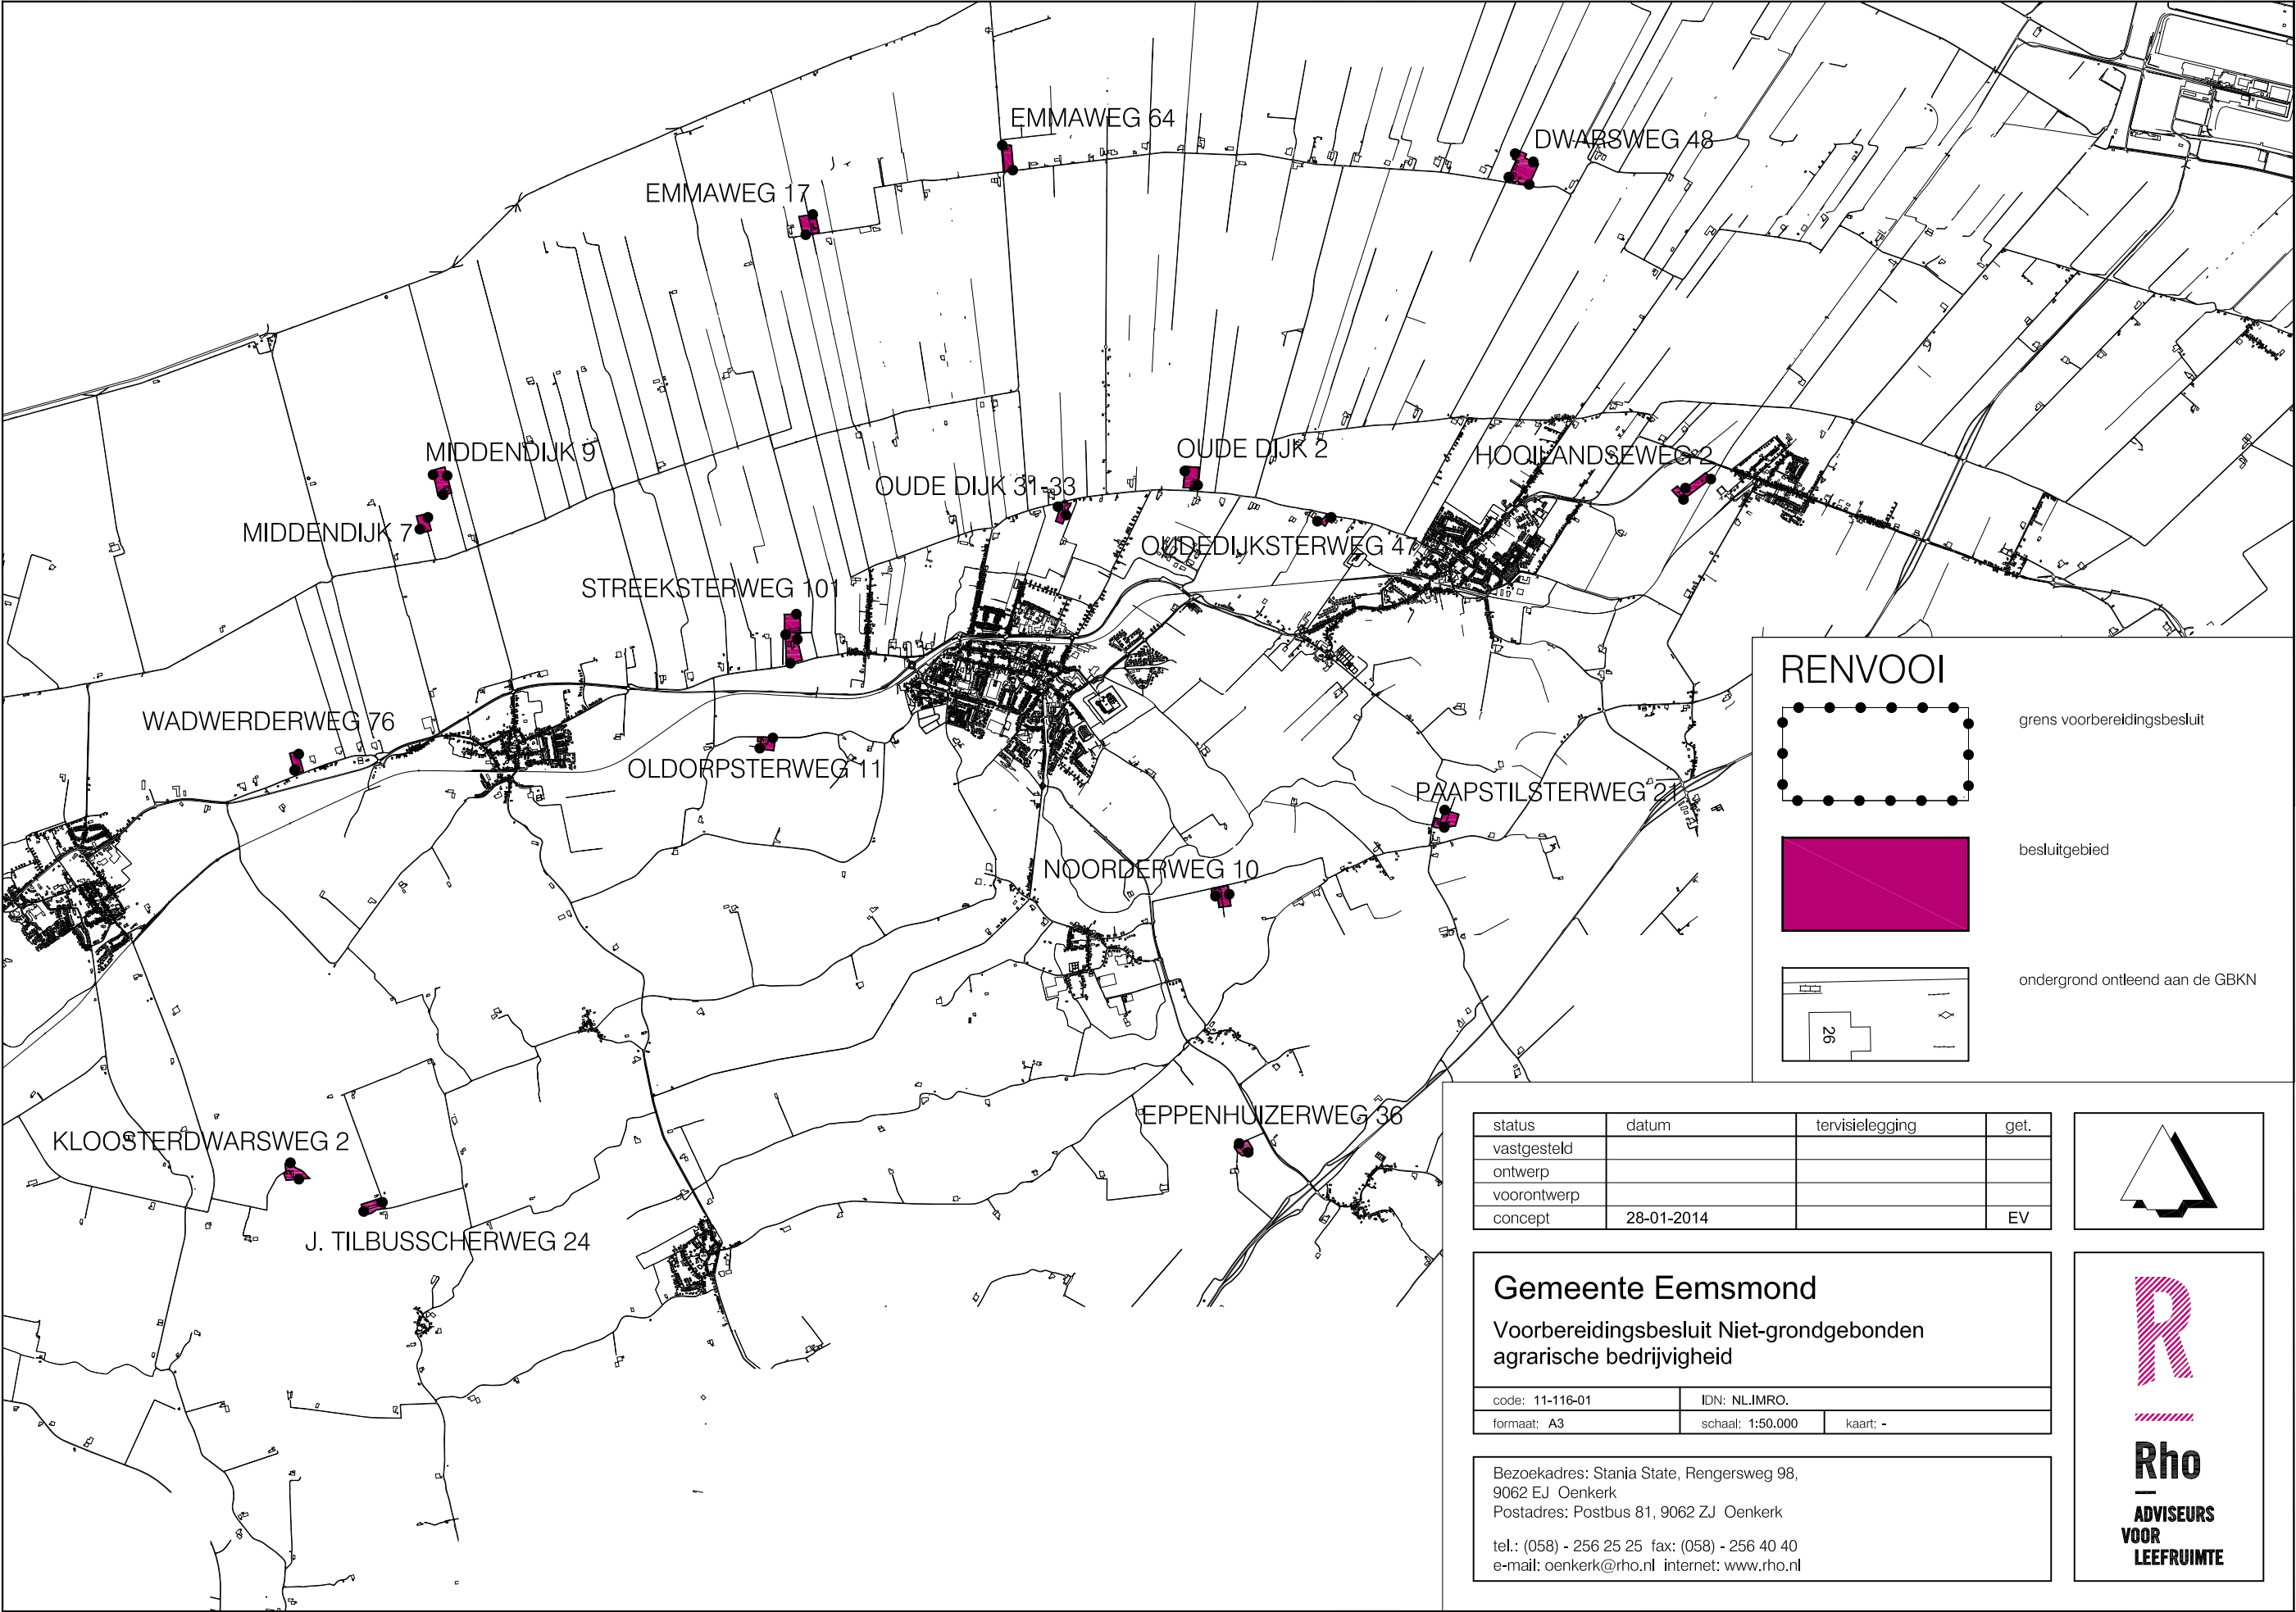 EMMAWEG 64
DWARSWEG 48
EMMAWEG 17
MIDDENDIJK 9
OUDE DIJK 2
HOOILANDSEWEG 2
OUDE DIJK 31-33
MIDDENDIJK 7
OUDEDIJKSTERWEG 47
STREEKSTERWEG 101
WADWERDERWEG 76
OLDORPSTERWEG 11
PAAPSTILSTERWEG 21
NOORDERWEG 10
EPPENHUIZERWEG 36
KLOOSTERDWARSWEG 2
J. TILBUSSCHERWEG 24
RENVOOI
grens voorbereidingsbesluit
besluitgebied
ondergrond ontleend aan de GBKN
26
status datum tervisielegging get.
vastgesteld
ontwerp
voorontwerp
concept 28-01-2014 EV
Gemeente Eemsmond
Voorbereidingsbesluit Niet-grondgebonden
agrarische bedrijvigheid
code: 11-116-01 IDN: NL.IMRO.
formaat: A3 schaal: 1:50.000 kaart: -
Bezoekadres: Stania State, Rengersweg 98,
9062 EJ Oenkerk
Postadres: Postbus 81, 9062 ZJ Oenkerk
tel.: (058) - 256 25 25 fax: (058) - 256 40 40
e-mail: oenkerk@rho.nl internet: www.rho.nl
R
Rho
ADVISEURS
VOOR
LEEFRUIMTE